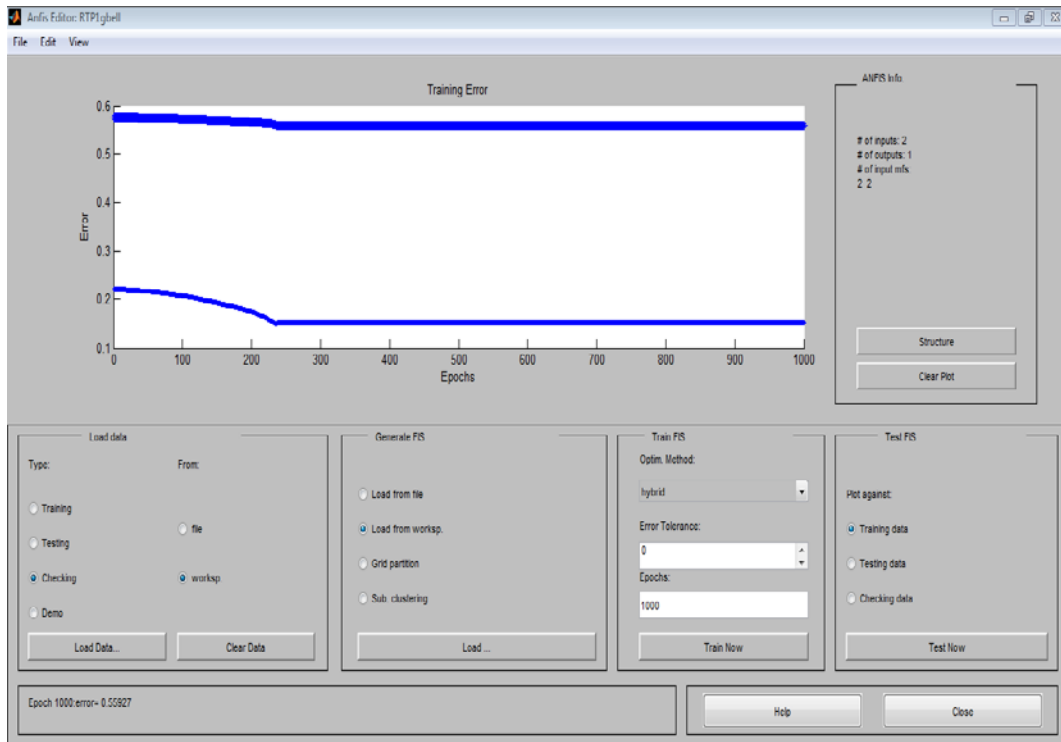 Anfis Editor: RTP1gbell
File Edit View
Training Error
0.6
0.5
0.4
0.3
0.2
0.1
Error
0 100 200 300 400 500 600 700 800 900 1000
Epochs
ANFIS Info.
# of inputs: 2
# of outputs: 1
# of input mfs:
2 2
Structure
Clear Plot
Load data
Type:
From:
Training
Testing
Checking
Demo
file
worksp.
Load Data...
Clear Data
Generate FIS
Load from file
Load from worksp.
Grid partition
Sub. clustering
Load ...
Train FIS
Optim. Method:
hybrid
Error Tolerance:
0
Epochs:
1000
Train Now
Test FIS
Plot against:
Training data
Testing data
Checking data
Test Now
Epoch 1000:error= 0.55927
Help
Close